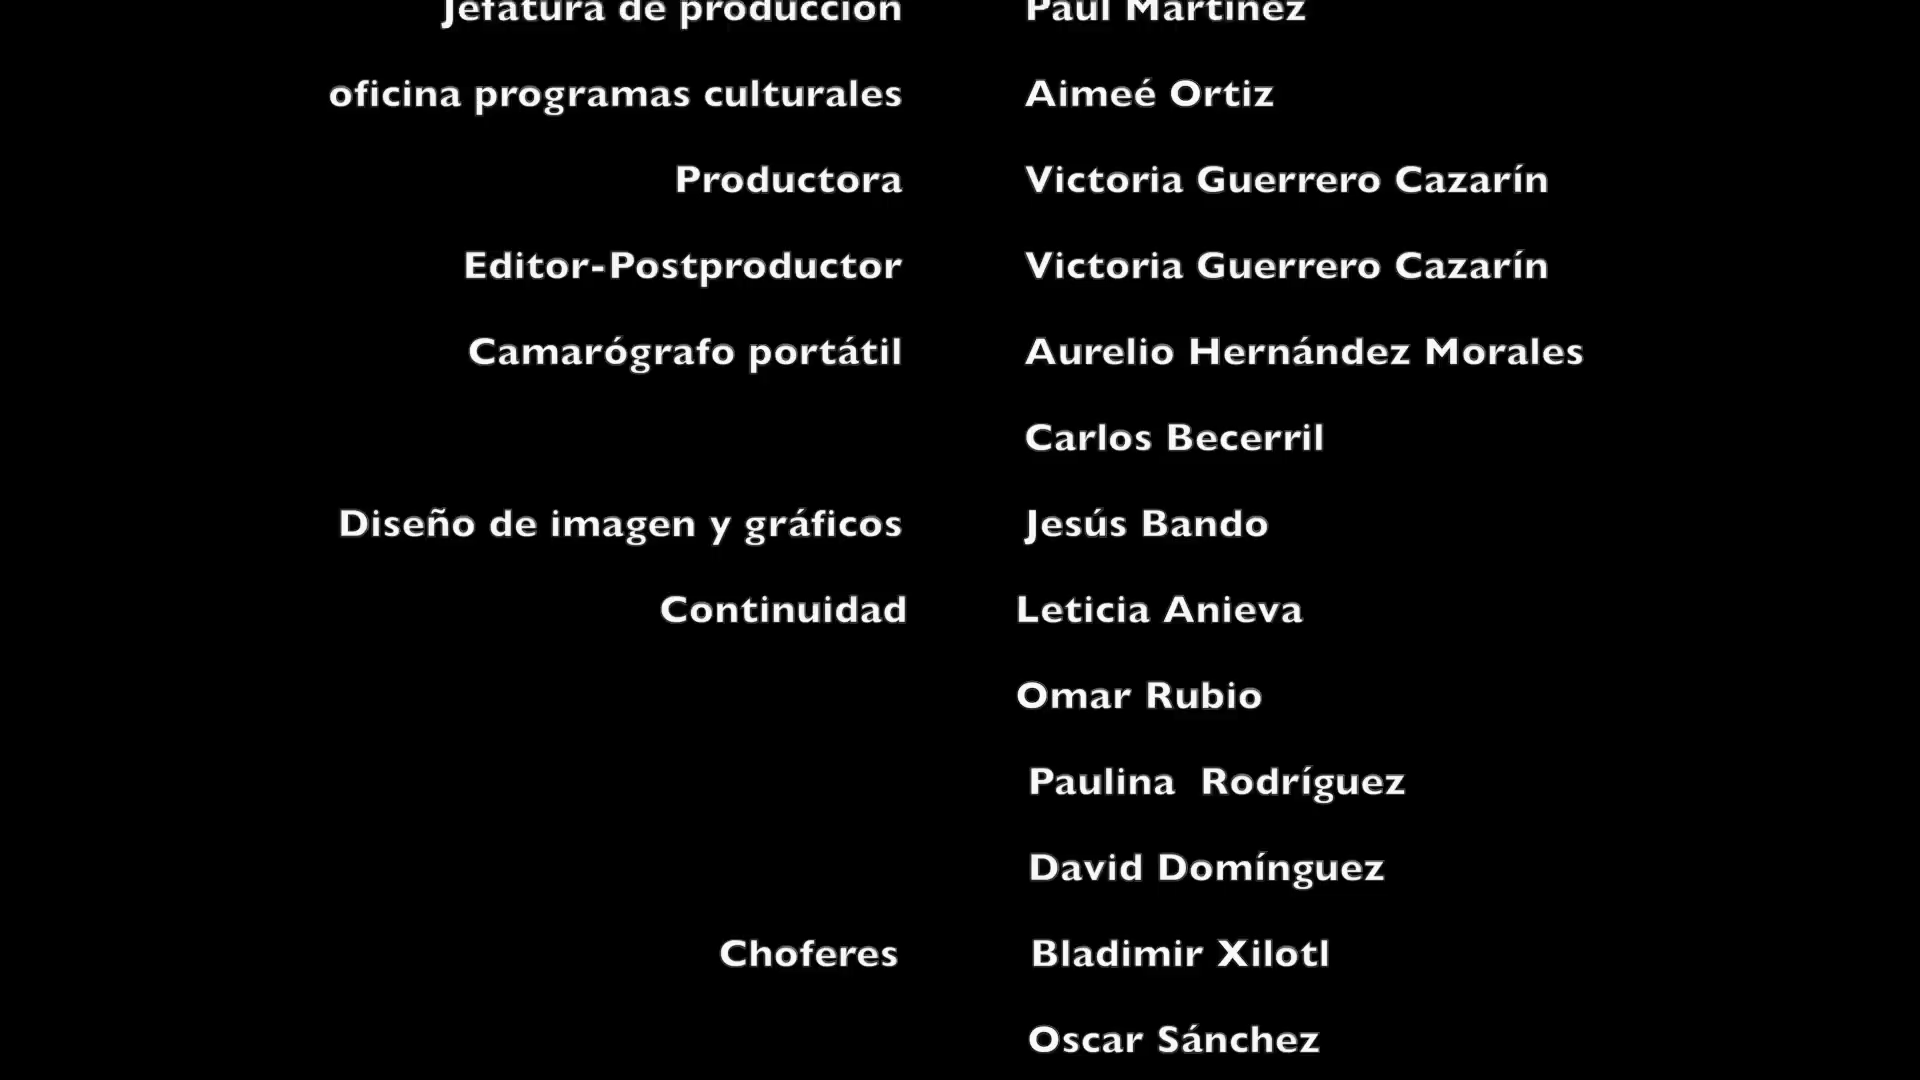 Jefatura de producción Paul Martínez
oficina programas culturales Aimeé Ortiz
Productora Victoria Guerrero Cazarín
Editor-Postproductor Victoria Guerrero Cazarín
Camarógrafo portátil Aurelio Hernández Morales
Carlos Becerril
Diseño de imagen y gráficos Jesús Bando
Continuidad Leticia Anieva
Omar Rubio
Paulina Rodríguez
David Domínguez
Choferes Bladimir Xilotl
Oscar Sánchez